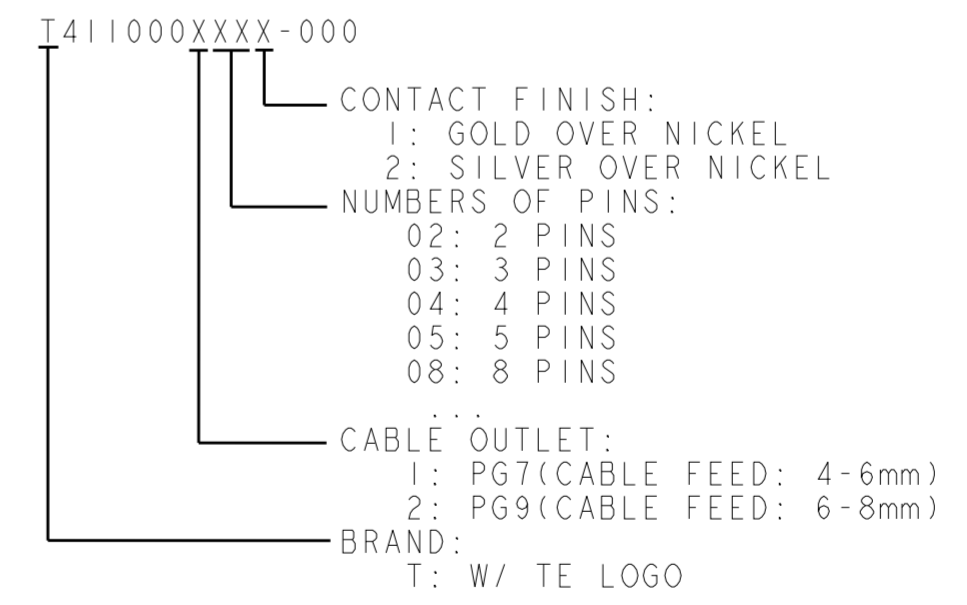 T411000XXXX-000
CONTACT FINISH:
1: GOLD OVER NICKEL
2: SILVER OVER NICKEL
NUMBERS OF PINS:
02: 2 PINS
03: 3 PINS
04: 4 PINS
05: 5 PINS
08: 8 PINS
...
CABLE OUTLET:
1: PG7(CABLE FEED: 4-6mm)
2: PG9(CABLE FEED: 6-8mm)
BRAND:
T: W/ TE LOGO